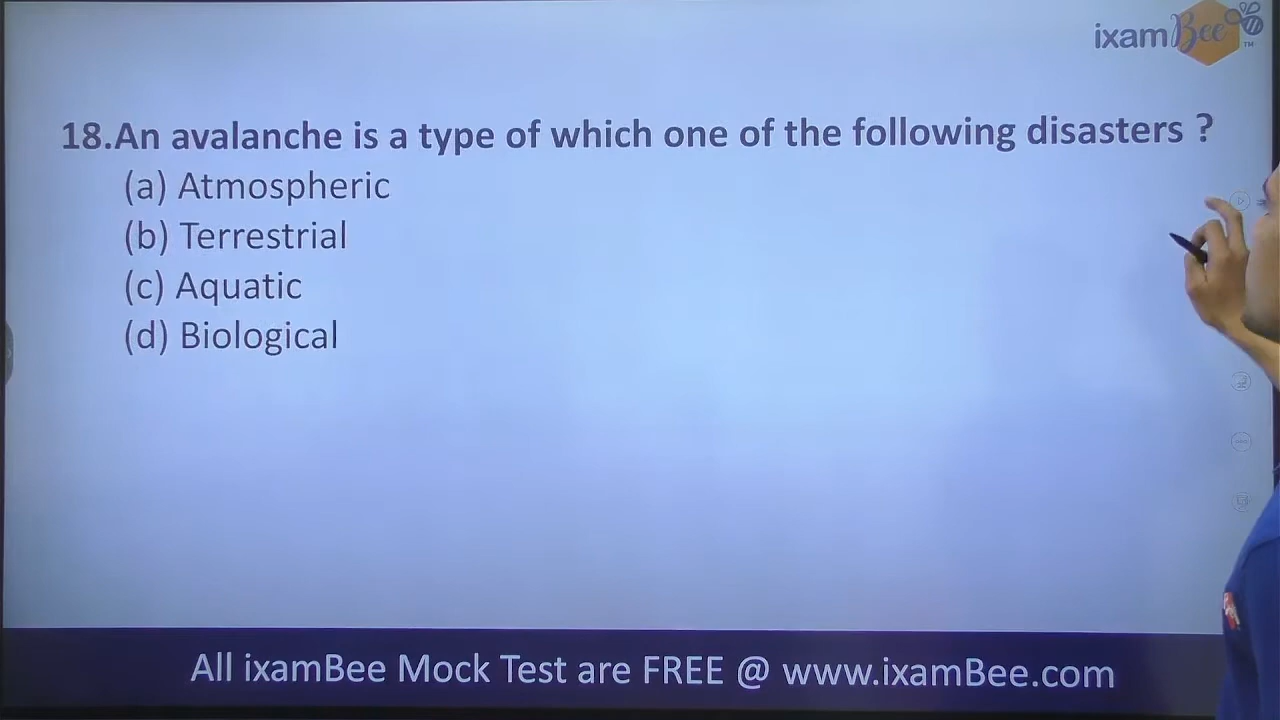 ixamBee™
18.An avalanche is a type of which one of the following disasters ?
(a) Atmospheric
(b) Terrestrial
(c) Aquatic
(d) Biological
All ixamBee Mock Test are FREE @ www.ixamBee.com